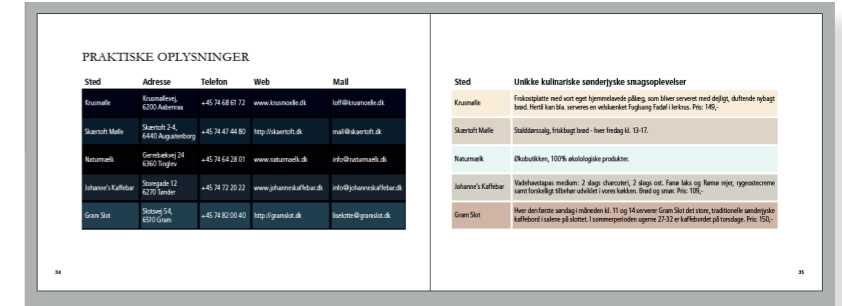 PRAKTISKE OPLYSNINGER
Sted Adresse Telefon Web Mail
Krusmølle Krusmøllevej, 6200 Aabenraa +45 74 68 61 72 www.krusmoelle.dk loff@krusmoelle.dk
Skærtoft Mølle Skærtoft 2-4, 6440 Augustenborg +45 74 47 44 80 http://skaertoft.dk mail@skaertoft.dk
Naturmælk Gerrebækvej 24 6360 Tinglev +45 74 64 28 01 www.naturmaelk.dk info@naturmaelk.dk
Johanne's Kaffebar Storegade 12 6270 Tønder +45 74 72 20 22 www.johanneskaffebar.dk info@johanneskaffebar.dk
Gram Slot Slotsvej 54, 6510 Gram +45 74 82 00 40 http://gramslot.dk liselotte@gramslot.dk
34
Sted Unikke kulinariske sønderjyske smagsoplevelser
Krusmølle Frokostplatte med vort eget hjemmelavede pålæg, som bliver serveret med dejligt, duftende nybagt
brød. Hertil kan bla. serveres en velskænket Fuglsang Fadøl i lerkrus. Pris: 149,-
Skærtoft Mølle Stalddørssalg, friskbagt brød - hver fredag kl. 13-17.
Naturmælk Økobutikken, 100% økolologiske produkter.
Johanne's Kaffebar Vadehavstapas medium: 2 slags charcuteri, 2 slags ost. Fanø laks og Rømø rejer, rygeostecreme
samt forskelligt tilbehør udviklet i vores køkken. Brød og smør. Pris: 109,-
Gram Slot Hver den første søndag i måneden kl. 11 og 14 serverer Gram Slot det store, traditionelle sønderjyske
kaffebord i salene på slottet. I sommerperioden ugerne 27-32 er kaffebordet på torsdage. Pris: 150,-
35